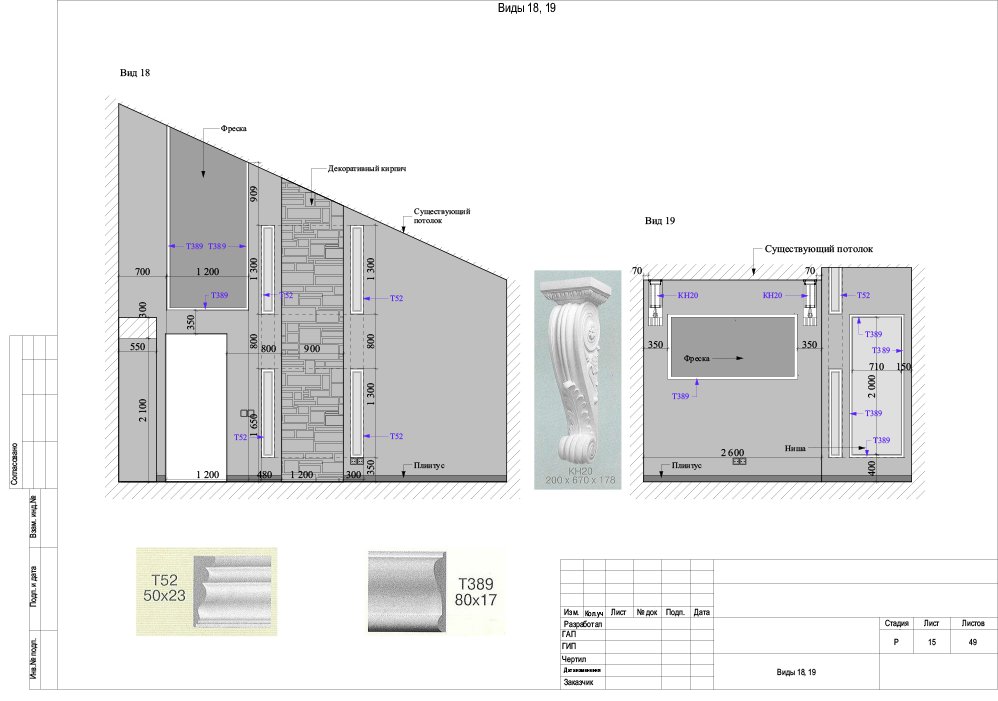 Виды 18, 19
Вид 18
Фреска
Декоративный кирпич
Существующий
потолок
909
T389 T389
700
1 200
T389
300
350
550
2 100
1 300
T52
800
800
900
1 300
T52
800
1 650
T52
1 300
T52
350
Плинтус
1 200
480
1 200
300
KH20
200 x 670 x 178
Вид 19
Существующий потолок
70
70
KH20
KH20
T52
T389
T389
350
350
Фреска
710
150
2 000
T389
T389
T389
Ниша
2 600
Плинтус
400
T52
50x23
T389
80x17
Согласовано
Взам. инд.№
Подп. и дата
Инв.№ подл.
Изм. Кол.уч Лист № док Подп. Дата
Разработал
ГАП
ГИП
Чертил
Заказчик
Стадия Лист Листов
Р 15 49
Виды 18, 19